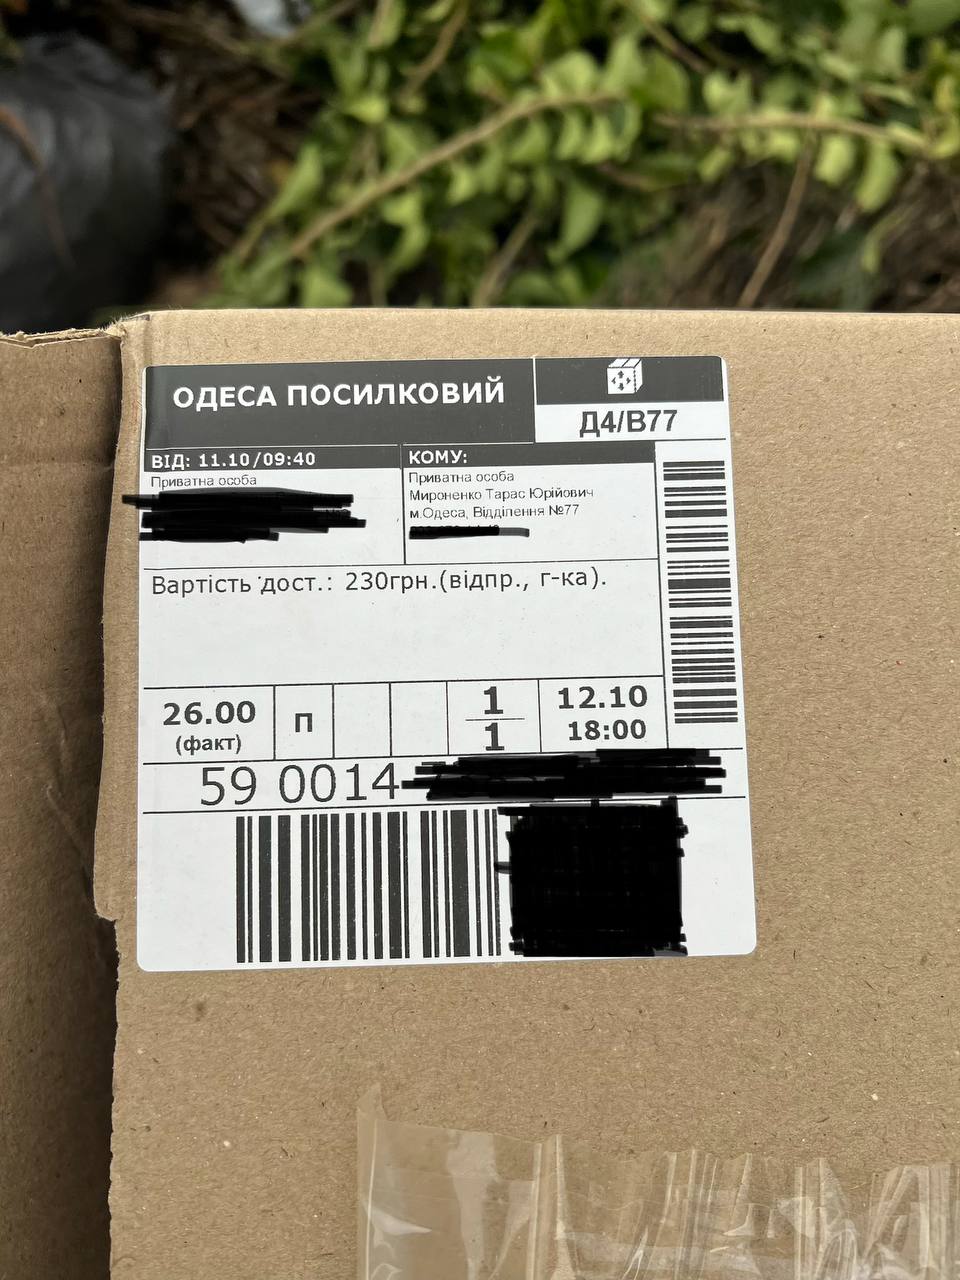 ОДЕСА ПОСИЛКОВИЙ
Д4/В77
ВІД: 11.10/09:40
Приватна особа
КОМУ:
Приватна особа
Мироненко Тарас Юрійович
м.Одеса, Відділення №77
Вартість дост.: 230грн.(відпр., г-ка).
26.00
(факт)
П
1
1
12.10
18:00
59 0014